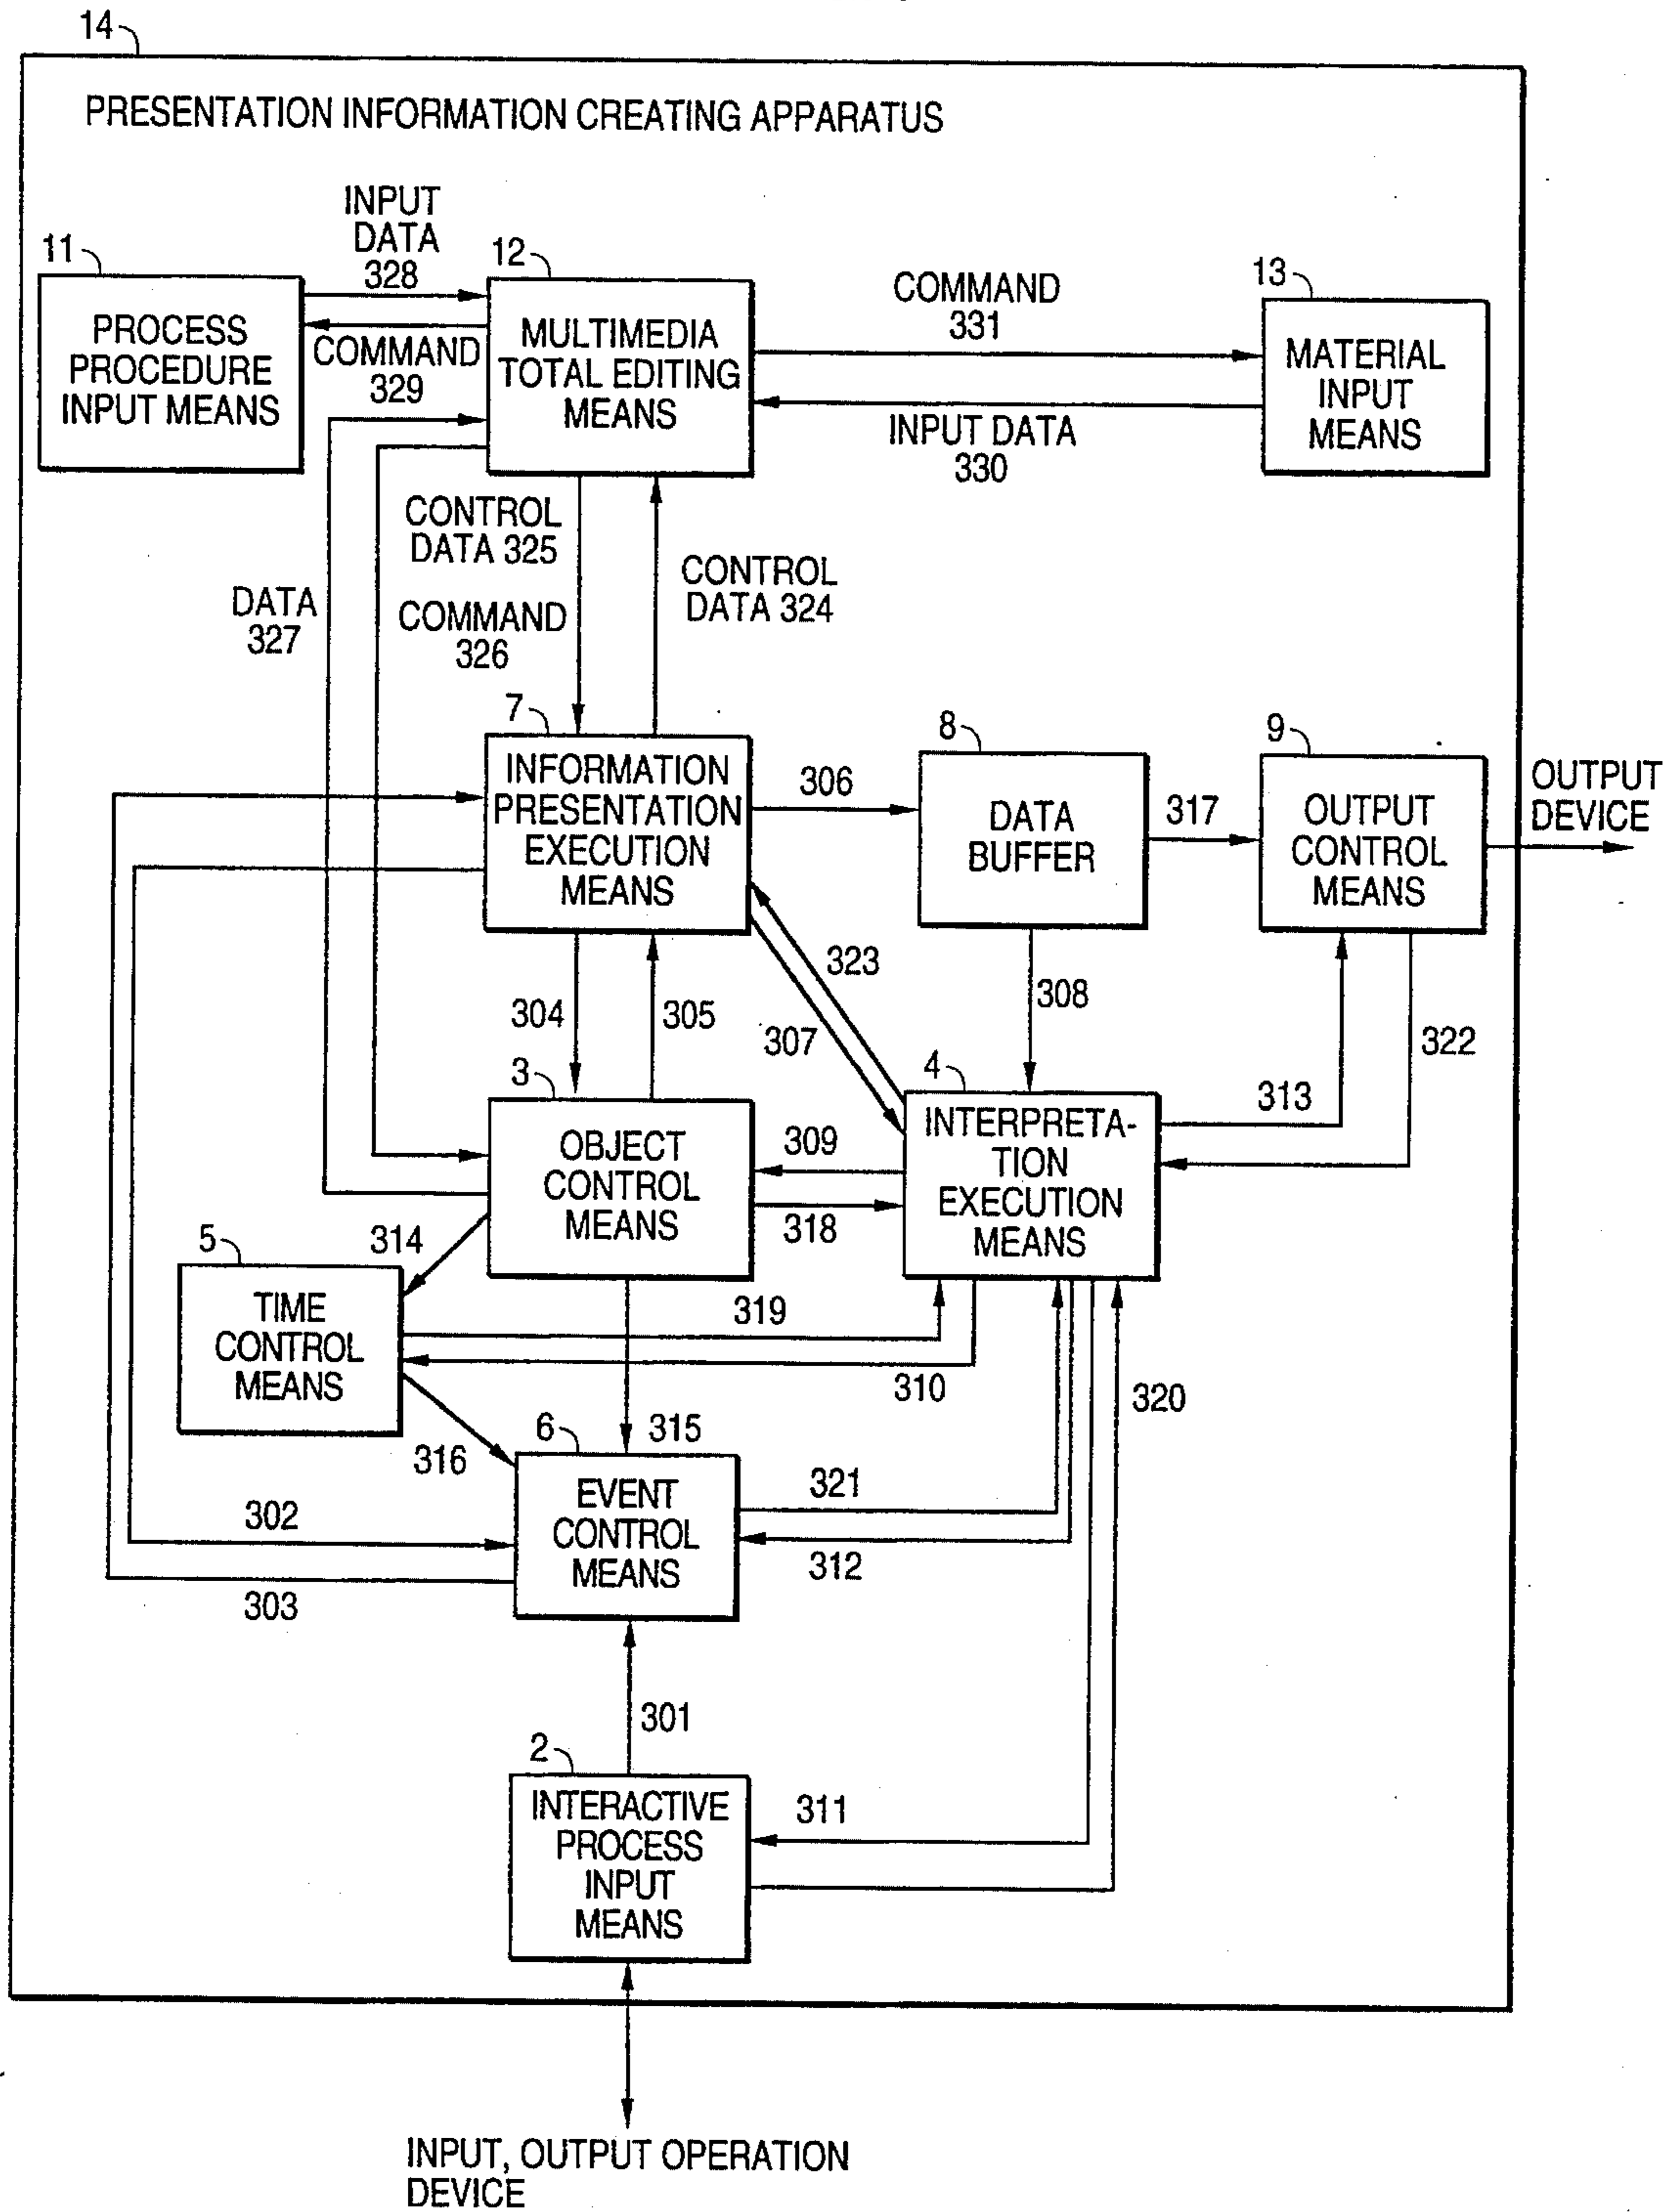 14
PRESENTATION INFORMATION CREATING APPARATUS
INPUT
DATA
328
11
PROCESS
PROCEDURE
INPUT MEANS
COMMAND
329
12
MULTIMEDIA
TOTAL EDITING
MEANS
COMMAND
331
INPUT DATA
330
13
MATERIAL
INPUT
MEANS
CONTROL
DATA 325
CONTROL
DATA 324
DATA
327
COMMAND
326
7
INFORMATION
PRESENTATION
EXECUTION
MEANS
306
8
DATA
BUFFER
317
9
OUTPUT
CONTROL
MEANS
OUTPUT
DEVICE
304
305
323
307
308
322
313
3
OBJECT
CONTROL
MEANS
309
318
4
INTERPRETA-
TION
EXECUTION
MEANS
314
5
TIME
CONTROL
MEANS
319
310
320
316
315
6
EVENT
CONTROL
MEANS
321
312
302
303
301
2
INTERACTIVE
PROCESS
INPUT
MEANS
311
INPUT, OUTPUT OPERATION
DEVICE